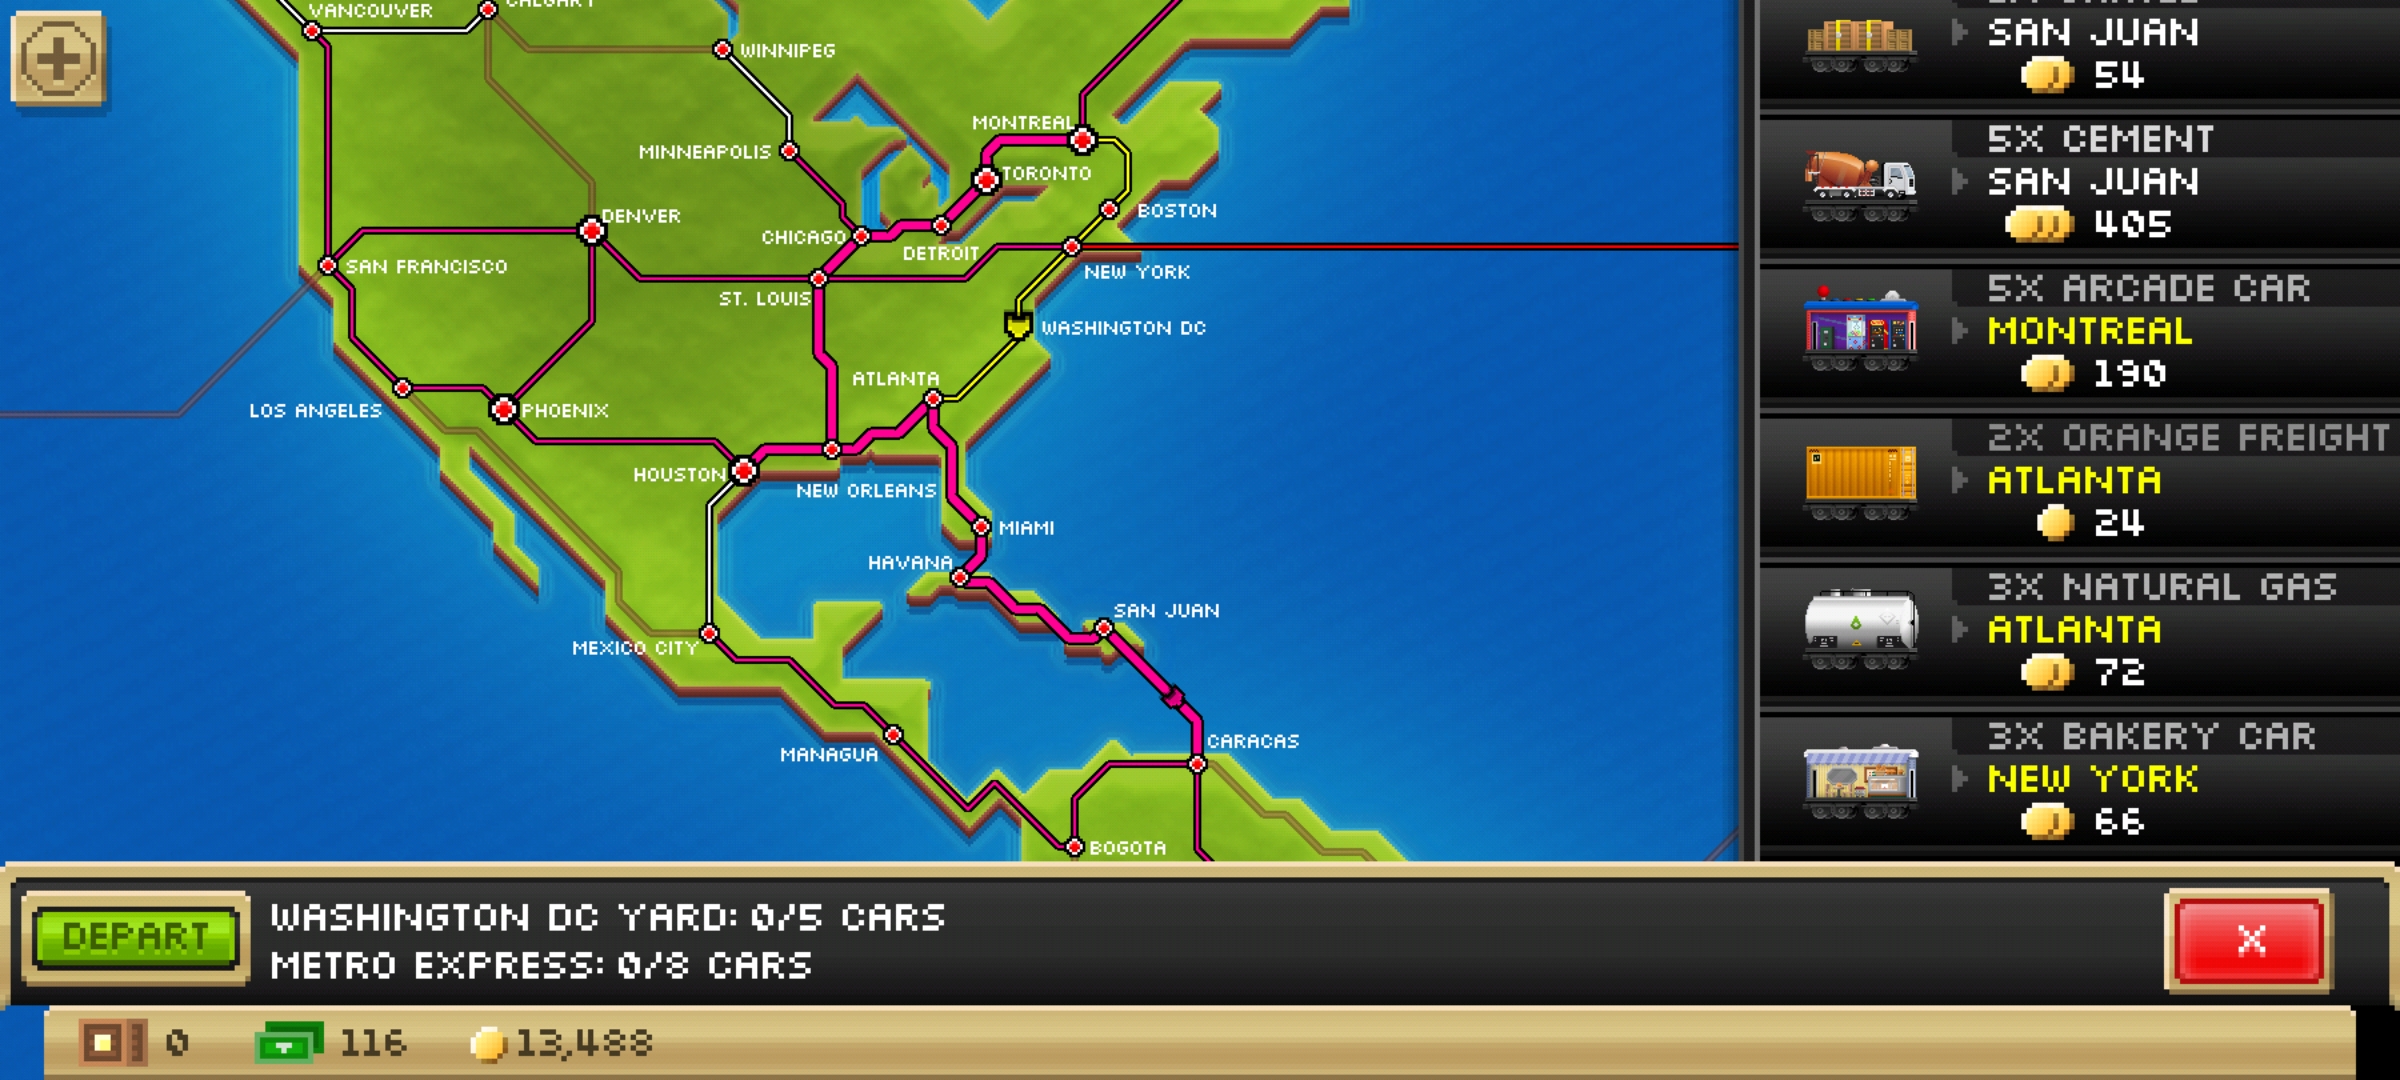 VANCOUVER
CALGARY
WINNIPEG
MINNEAPOLIS
MONTREAL
TORONTO
DENVER
CHICAGO
BOSTON
DETROIT
SAN FRANCISCO
NEW YORK
ST. LOUIS
WASHINGTON DC
ATLANTA
LOS ANGELES
PHOENIX
HOUSTON
NEW ORLEANS
MIAMI
HAVANA
SAN JUAN
MEXICO CITY
CARACAS
MANAGUA
BOGOTA
SAN JUAN
54
5X CEMENT
SAN JUAN
405
5X ARCADE CAR
MONTREAL
190
2X ORANGE FREIGHT
ATLANTA
24
3X NATURAL GAS
ATLANTA
72
3X BAKERY CAR
NEW YORK
66
DEPART
WASHINGTON DC YARD: 0/5 CARS
METRO EXPRESS: 0/8 CARS
X
0
116
13,488